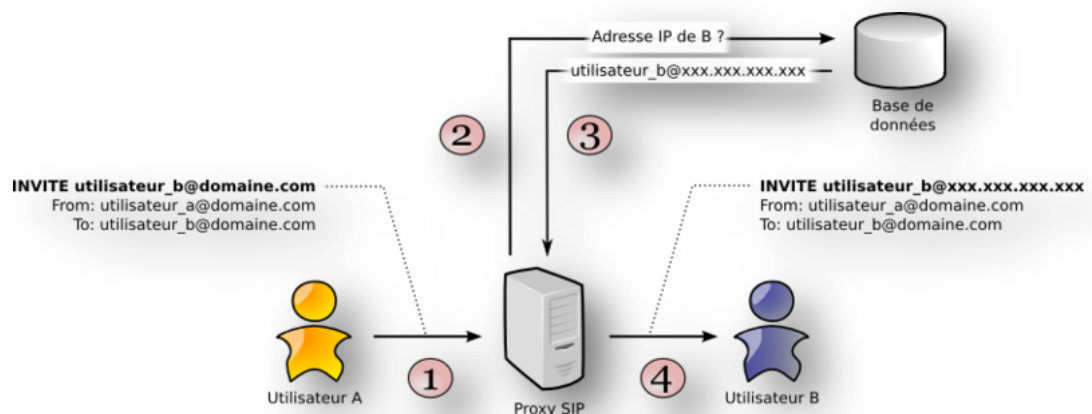 Adresse IP de B ?
utilisateur_b@xxx.xxx.xxx.xxx
Base de
données
2
3
INVITE utilisateur_b@domaine.com
From: utilisateur_a@domaine.com
To: utilisateur_b@domaine.com
INVITE utilisateur_b@xxx.xxx.xxx.xxx
From: utilisateur_a@domaine.com
To: utilisateur_b@domaine.com
1
4
Utilisateur A
Proxy SIP
Utilisateur B